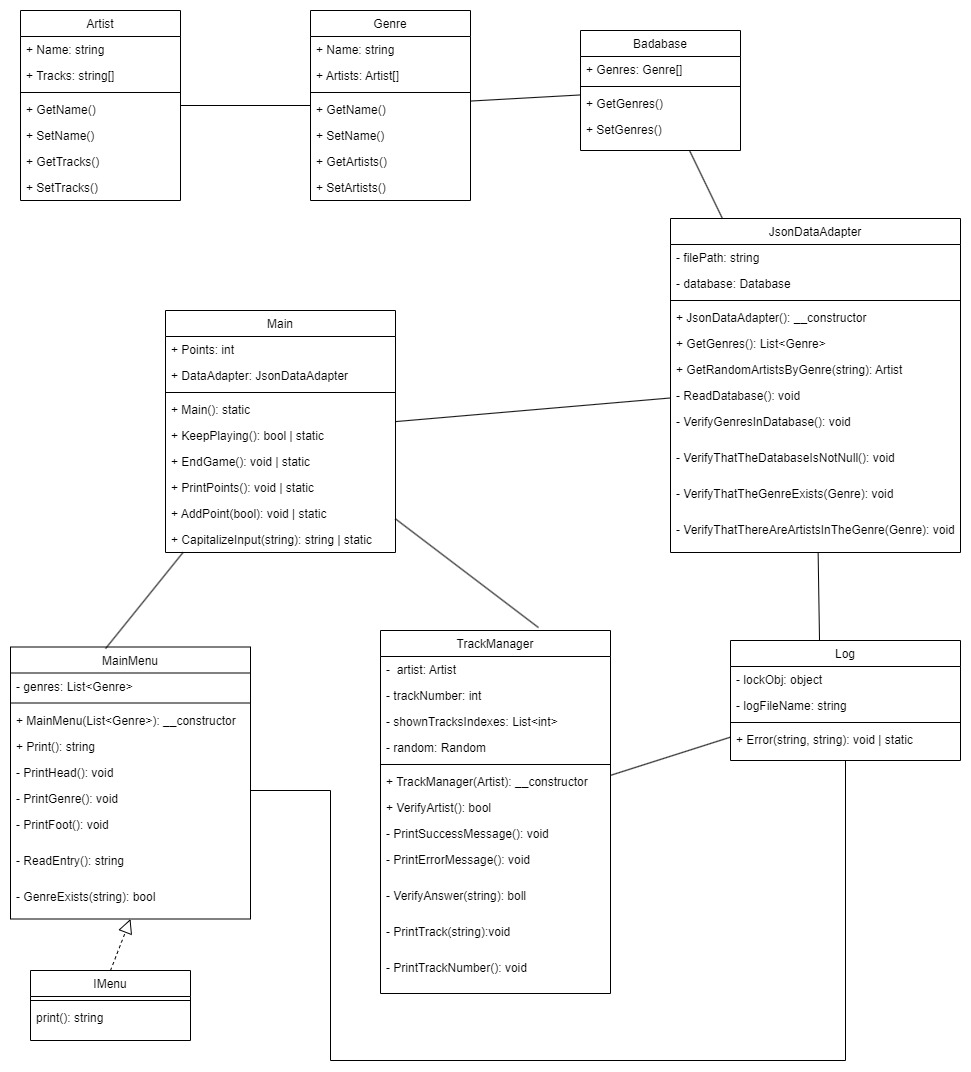 Artist
+ Name: string
+ Tracks: string[]
+ GetName()
+ SetName()
+ GetTracks()
+ SetTracks()
Genre
+ Name: string
+ Artists: Artist[]
+ GetName()
+ SetName()
+ GetArtists()
+ SetArtists()
Badabase
+ Genres: Genre[]
+ GetGenres()
+ SetGenres()
JsonDataAdapter
- filePath: string
- database: Database
+ JsonDataAdapter(): __constructor
+ GetGenres(): List<Genre>
+ GetRandomArtistsByGenre(string): Artist
- ReadDatabase(): void
- VerifyGenresInDatabase(): void
- VerifyThatTheDatabaseIsNotNull(): void
- VerifyThatTheGenreExists(Genre): void
- VerifyThatThereAreArtistsInTheGenre(Genre): void
Main
+ Points: int
+ DataAdapter: JsonDataAdapter
+ Main(): static
+ KeepPlaying(): bool | static
+ EndGame(): void | static
+ PrintPoints(): void | static
+ AddPoint(bool): void | static
+ CapitalizeInput(string): string | static
MainMenu
- genres: List<Genre>
+ MainMenu(List<Genre>): __constructor
+ Print(): string
- PrintHead(): void
- PrintGenre(): void
- PrintFoot(): void
- ReadEntry(): string
- GenreExists(string): bool
TrackManager
- artist: Artist
- trackNumber: int
- shownTracksIndexes: List<int>
- random: Random
+ TrackManager(Artist): __constructor
+ VerifyArtist(): bool
- PrintSuccessMessage(): void
- PrintErrorMessage(): void
- VerifyAnswer(string): boll
- PrintTrack(string):void
- PrintTrackNumber(): void
Log
- lockObj: object
- logFileName: string
+ Error(string, string): void | static
IMenu
print(): string